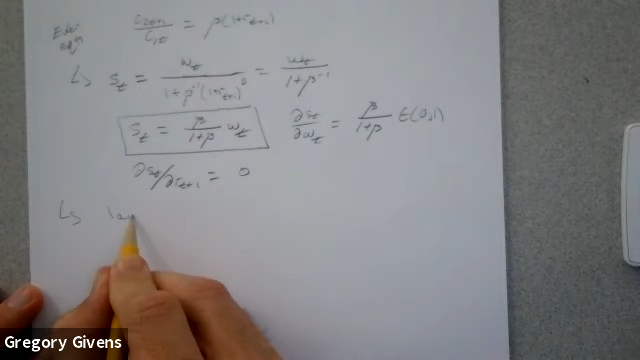 Euler eqn c₂ₜ₊₁/c₁ₜ = β(1+rₜ₊₁)
↳ sₜ = wₜ/(1+β⁻¹(1+rₜ₊₁)⁰) = wₜ/(1+β⁻¹)
sₜ = β/(1+β) wₜ ∂sₜ/∂wₜ = β/(1+β) ∈(0,1)
∂sₜ/∂rₜ₊₁ = 0
↳
Gregory Givens